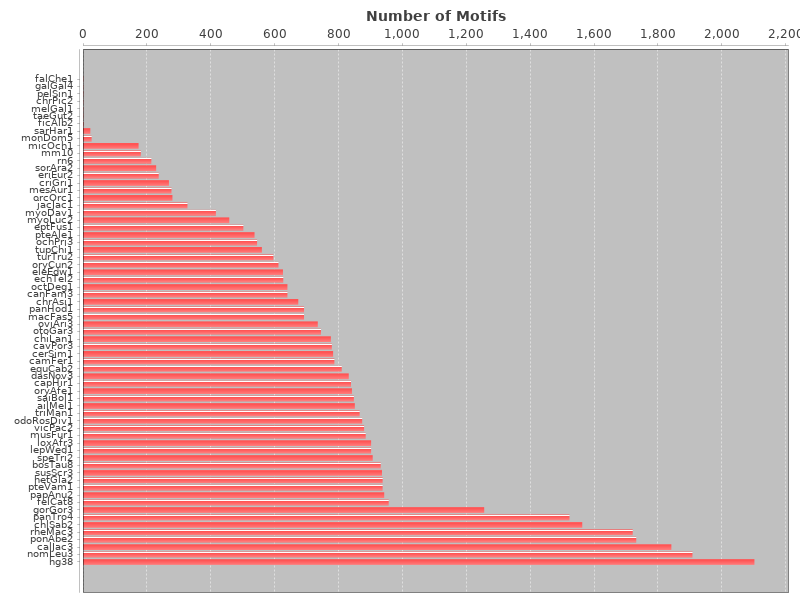 Number of Motifs
0 200 400 600 800 1,000 1,200 1,400 1,600 1,800 2,000 2,200
falChe1
galGal4
pelSin1
chrPic2
melGal1
taeGut2
ficAlb2
sarHar1
monDom5
micOch1
mm10
rn6
sorAra2
eriEur2
criGri1
mesAur1
orcOrc1
jacJac1
myoDav1
myoLuc2
eptFus1
pteAle1
ochPri3
tupChi1
turTru2
oryCun2
eleEdw1
echTel2
octDeg1
canFam3
chrAsi1
panHod1
macFas5
oviAri3
otoGar3
chiLan1
cavPor3
cerSim1
camFer1
equCab2
dasNov3
capHir1
oryAfe1
saiBol1
ailMel1
triMan1
odoRosDiv1
vicPac2
musFur1
loxAfr3
lepWed1
speTri2
bosTau8
susScr3
hetGla2
pteVam1
papAnu2
felCat8
gorGor3
panTro4
chlSab2
rheMac3
ponAbe2
calJac3
nomLeu3
hg38